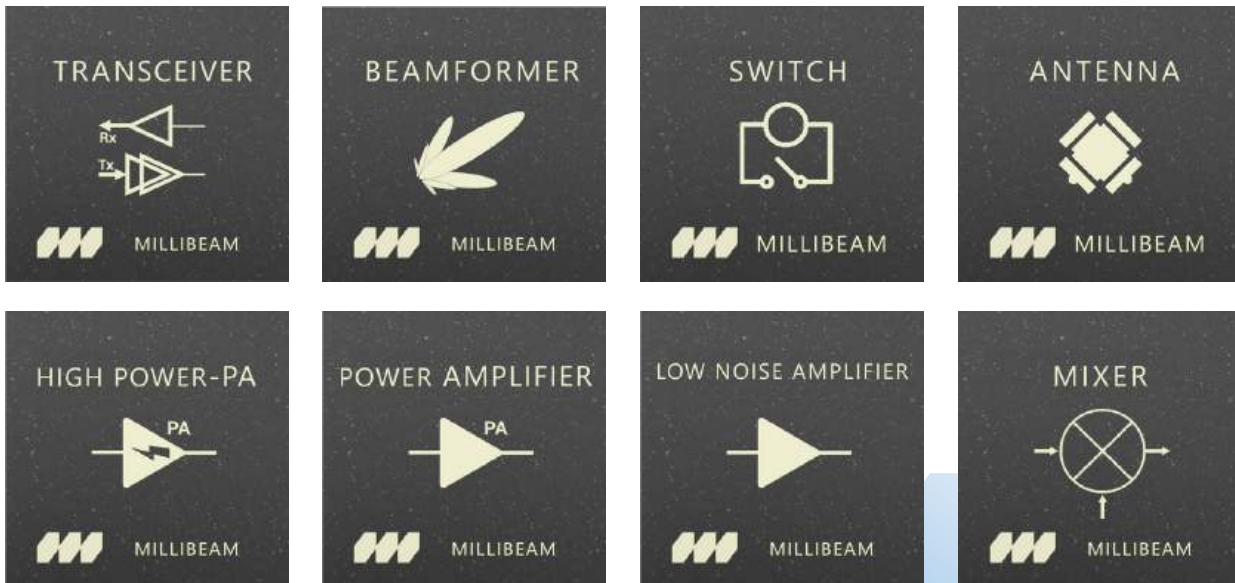 TRANSCEIVER
Rx
Tx
MILLIBEAM
BEAMFORMER
MILLIBEAM
SWITCH
MILLIBEAM
ANTENNA
MILLIBEAM
HIGH POWER-PA
PA
MILLIBEAM
POWER AMPLIFIER
PA
MILLIBEAM
LOW NOISE AMPLIFIER
MILLIBEAM
MIXER
MILLIBEAM